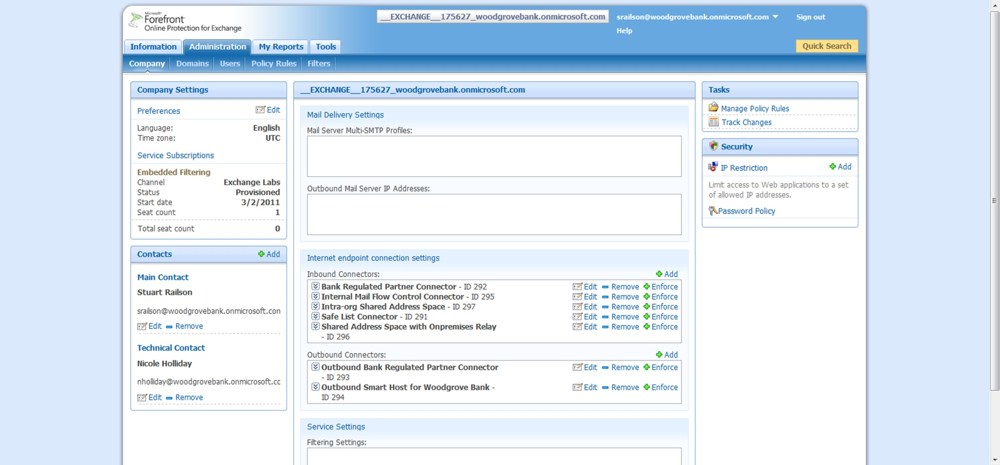 Microsoft®
Forefront™
Online Protection for Exchange
__EXCHANGE__175627_woodgrovebank.onmicrosoft.com
srailson@woodgrovebank.onmicrosoft.com
Sign out
Help
Information
Administration
My Reports
Tools
Quick Search
Company
Domains
Users
Policy Rules
Filters
Company Settings
Preferences Edit
Language: English
Time zone: UTC
Service Subscriptions
Embedded Filtering
Channel Exchange Labs
Status Provisioned
Start date 3/2/2011
Seat count 1
Total seat count 0
Contacts Add
Main Contact
Stuart Railson
srailson@woodgrovebank.onmicrosoft.con
Edit Remove
Technical Contact
Nicole Holliday
nholliday@woodgrovebank.onmicrosoft.cc
Edit Remove
__EXCHANGE__175627_woodgrovebank.onmicrosoft.com
Mail Delivery Settings
Mail Server Multi-SMTP Profiles:
Outbound Mail Server IP Addresses:
Internet endpoint connection settings
Inbound Connectors: Add
Bank Regulated Partner Connector - ID 292 Edit Remove Enforce
Internal Mail Flow Control Connector - ID 295 Edit Remove Enforce
Intra-org Shared Address Space - ID 297 Edit Remove Enforce
Safe List Connector - ID 291 Edit Remove Enforce
Shared Address Space with Onpremises Relay Edit Remove Enforce
- ID 296
Outbound Connectors: Add
Outbound Bank Regulated Partner Connector Edit Remove Enforce
- ID 293
Outbound Smart Host for Woodgrove Bank - Edit Remove Enforce
ID 294
Service Settings
Filtering Settings:
Tasks
Manage Policy Rules
Track Changes
Security
IP Restriction Add
Limit access to Web applications to a set
of allowed IP addresses.
Password Policy